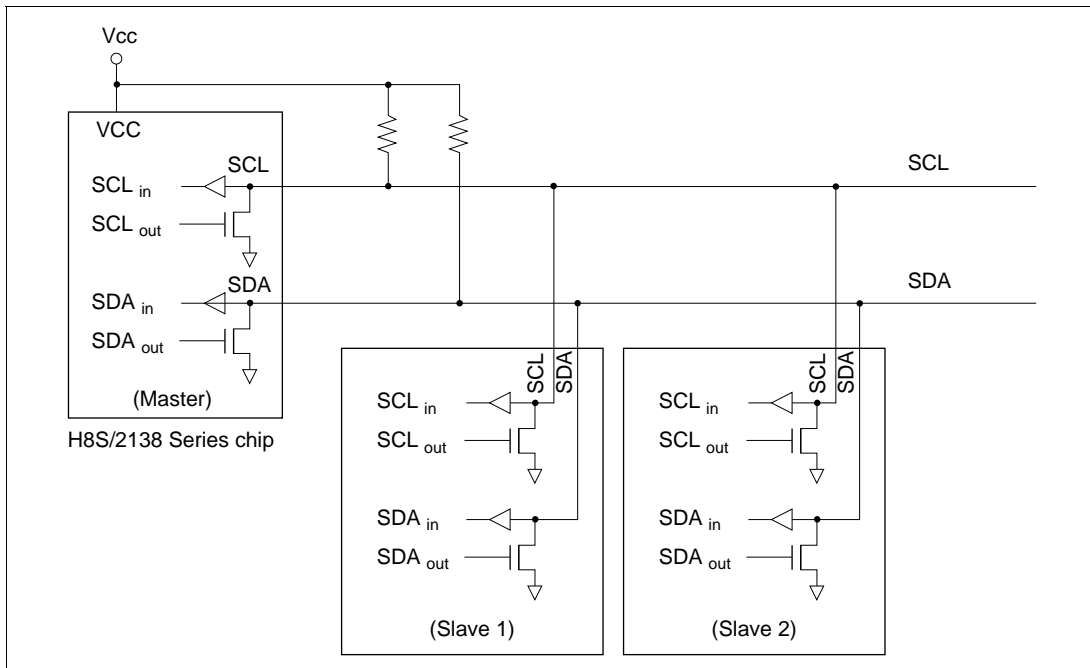 Vcc
VCC
SCL
SCL in
SCL out
SDA
SDA in
SDA out
(Master)
H8S/2138 Series chip
SCL
SDA
SCL
SDA
SCL in
SCL out
SDA in
SDA out
(Slave 1)
SCL
SDA
SCL in
SCL out
SDA in
SDA out
(Slave 2)